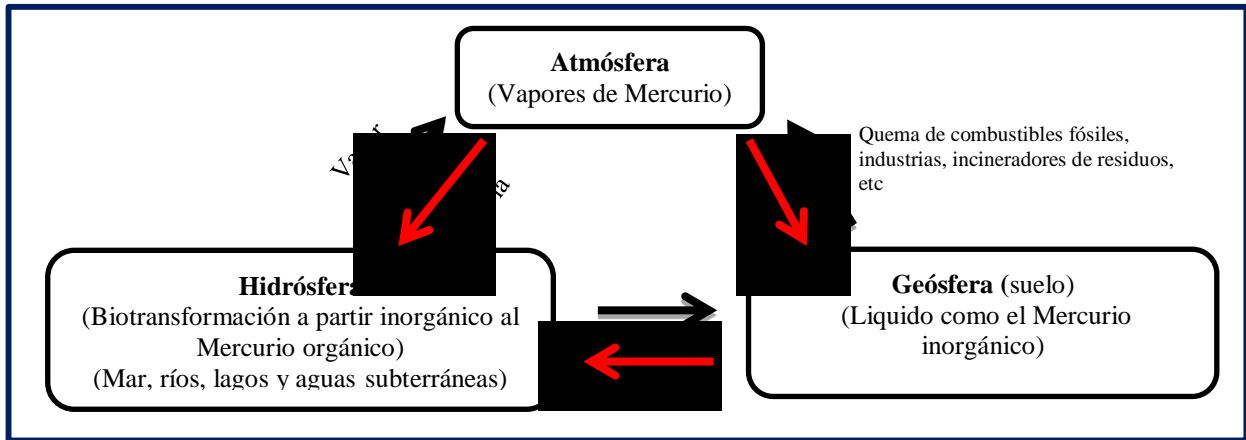 Atmósfera
(Vapores de Mercurio)
Quema de combustibles fósiles,
industrias, incineradores de residuos,
etc
Hidrósfera
(Biotransformación a partir inorgánico al
Mercurio orgánico)
(Mar, ríos, lagos y aguas subterráneas)
Geósfera (suelo)
(Liquido como el Mercurio
inorgánico)